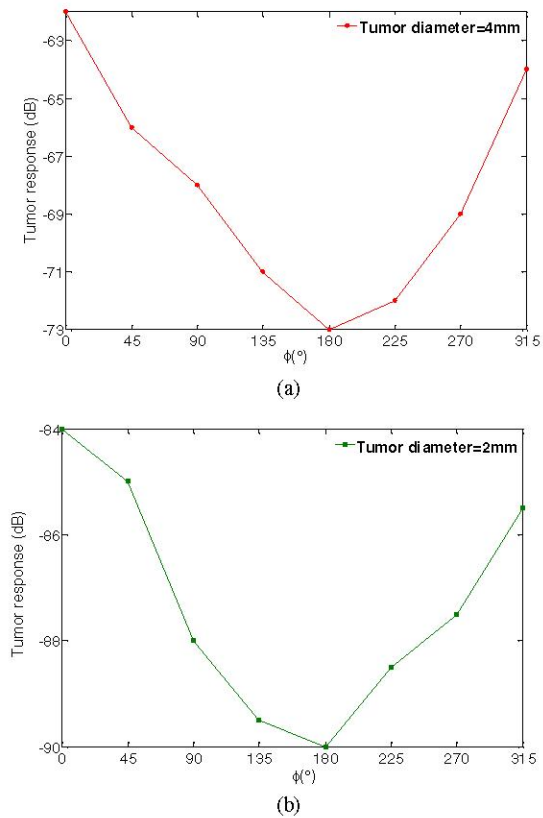 Tumor diameter=4mm
Tumor response (dB)
-63
-65
-67
-69
-71
-73
0 45 90 135 180 225 270 315
ϕ(°)
(a)
Tumor diameter=2mm
Tumor response (dB)
-84
-86
-88
-90
0 45 90 135 180 225 270 315
ϕ(°)
(b)